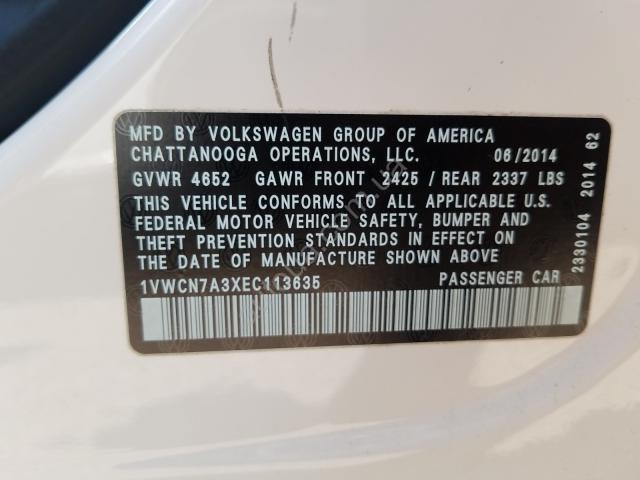 MFD BY VOLKSWAGEN GROUP OF AMERICA
CHATTANOOGA OPERATIONS, LLC. 06/2014
GVWR 4652 GAWR FRONT 2425 / REAR 2337 LBS
THIS VEHICLE CONFORMS TO ALL APPLICABLE U.S.
FEDERAL MOTOR VEHICLE SAFETY, BUMPER AND
THEFT PREVENTION STANDARDS IN EFFECT ON
THE DATE OF MANUFACTURE SHOWN ABOVE
1VWCN7A3XEC113635 PASSENGER CAR
2330104 2014 62